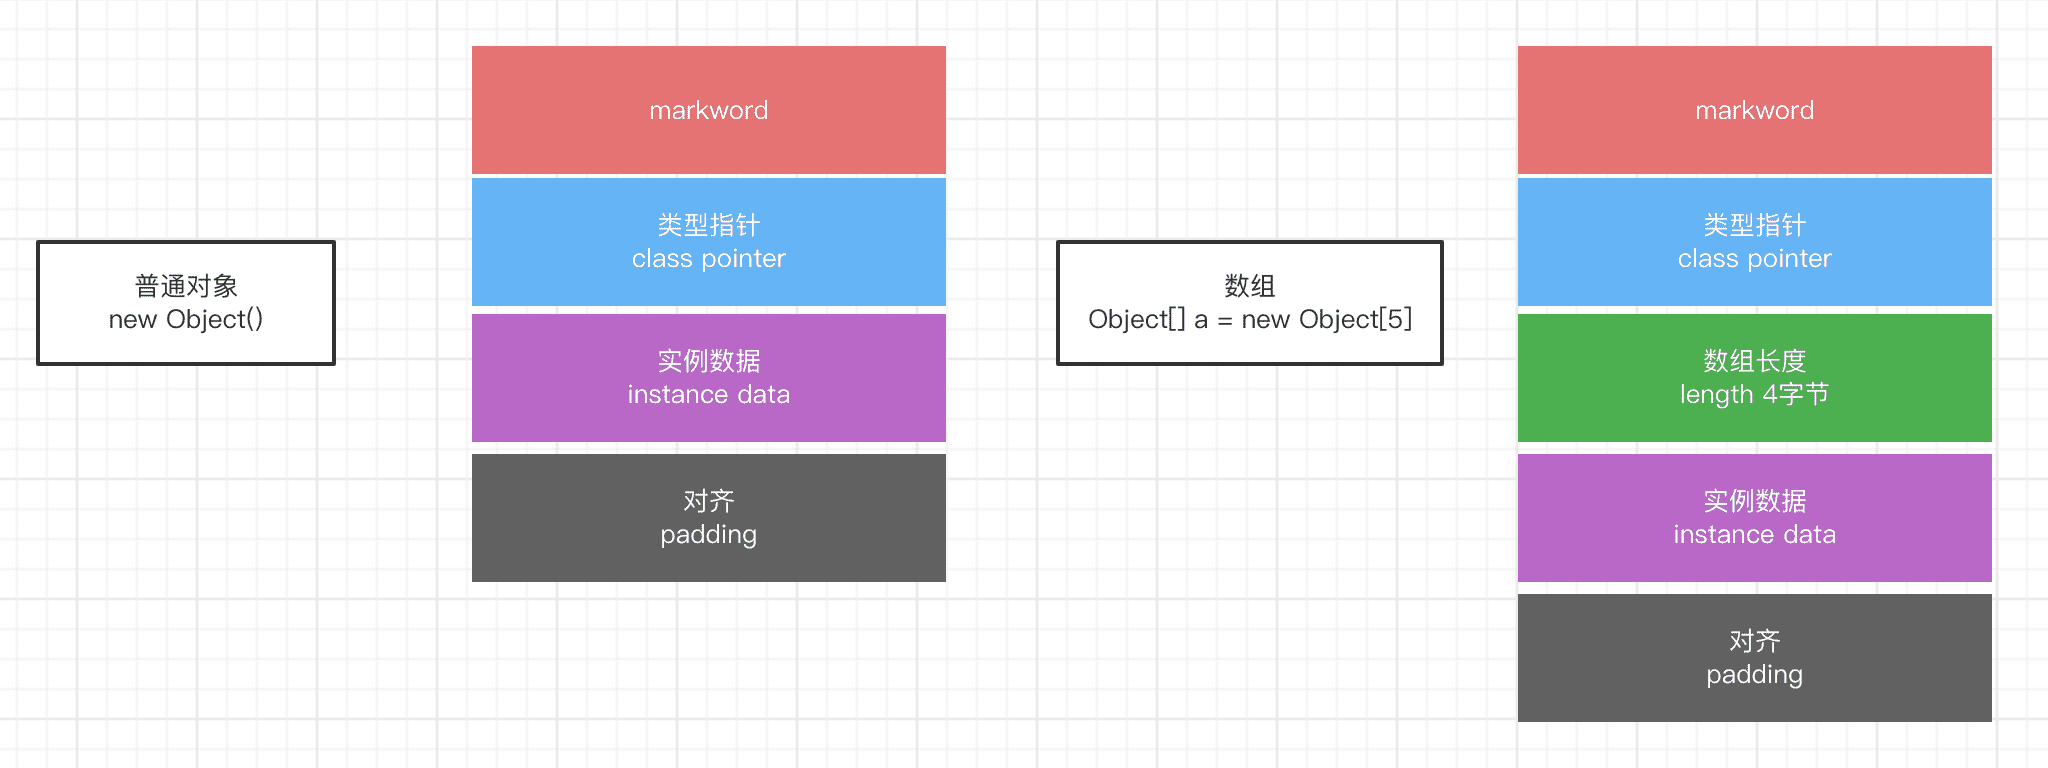 普通对象
new Object()
markword
类型指针
class pointer
实例数据
instance data
对齐
padding
数组
Object[] a = new Object[5]
markword
类型指针
class pointer
数组长度
length 4字节
实例数据
instance data
对齐
padding